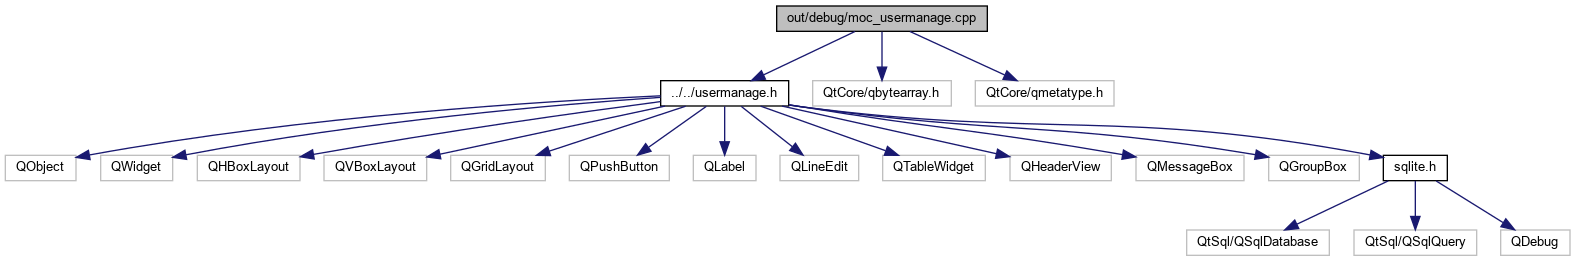 out/debug/moc_usermanage.cpp
../../usermanage.h
QtCore/qbytearray.h
QtCore/qmetatype.h
QObject
QWidget
QHBoxLayout
QVBoxLayout
QGridLayout
QPushButton
QLabel
QLineEdit
QTableWidget
QHeaderView
QMessageBox
QGroupBox
sqlite.h
QtSql/QSqlDatabase
QtSql/QSqlQuery
QDebug